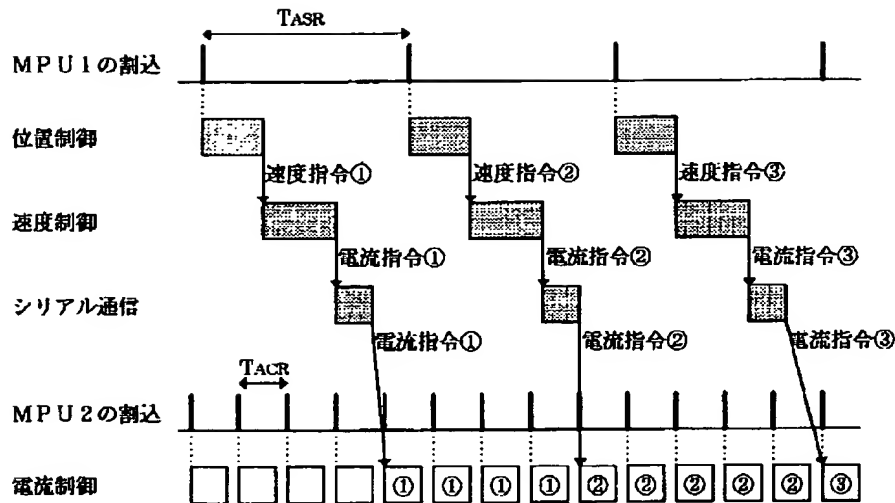 TASR
MPU1の割込
位置制御
速度指令① 速度指令② 速度指令③
速度制御
電流指令① 電流指令② 電流指令③
シリアル通信
電流指令① 電流指令② 電流指令③
TACR
MPU2の割込
電流制御 ① ① ① ① ② ② ② ② ② ③